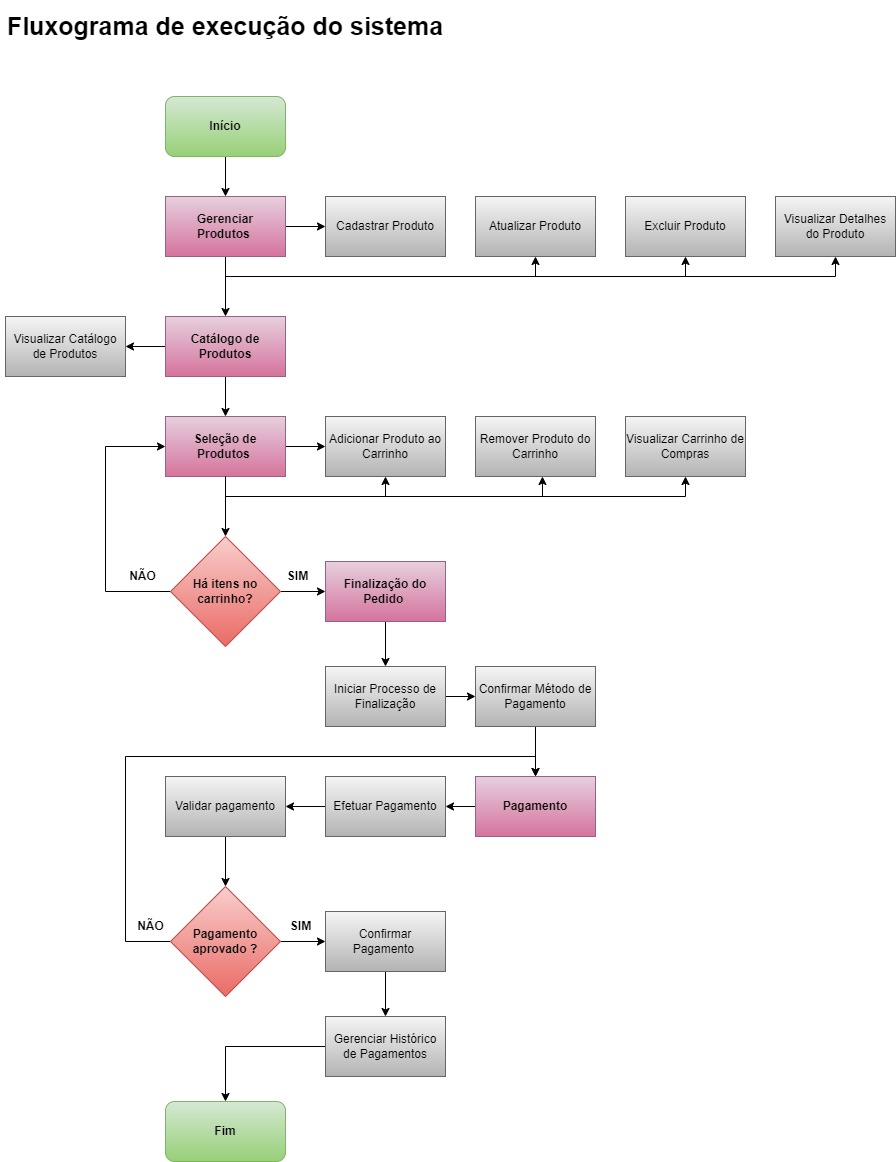 Fluxograma de execução do sistema
Início
Gerenciar
Produtos
Cadastrar Produto
Atualizar Produto
Excluir Produto
Visualizar Detalhes
do Produto
Visualizar Catálogo
de Produtos
Catálogo de
Produtos
Seleção de
Produtos
Adicionar Produto ao
Carrinho
Remover Produto do
Carrinho
Visualizar Carrinho de
Compras
NÃO
Há itens no
carrinho?
SIM
Finalização do
Pedido
Iniciar Processo de
Finalização
Confirmar Método de
Pagamento
Validar pagamento
Efetuar Pagamento
Pagamento
NÃO
Pagamento
aprovado ?
SIM
Confirmar
Pagamento
Gerenciar Histórico
de Pagamentos
Fim